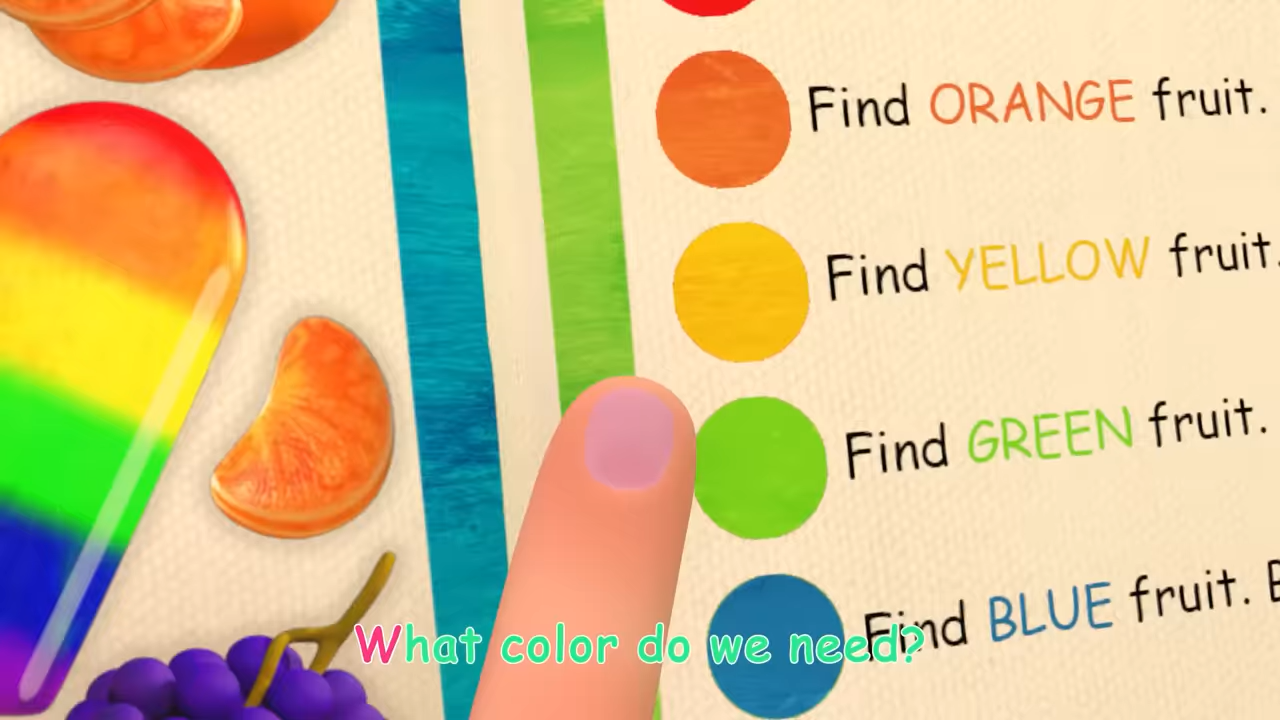 Find ORANGE fruit.
Find YELLOW fruit.
Find GREEN fruit.
Find BLUE fruit.
What color do we need?